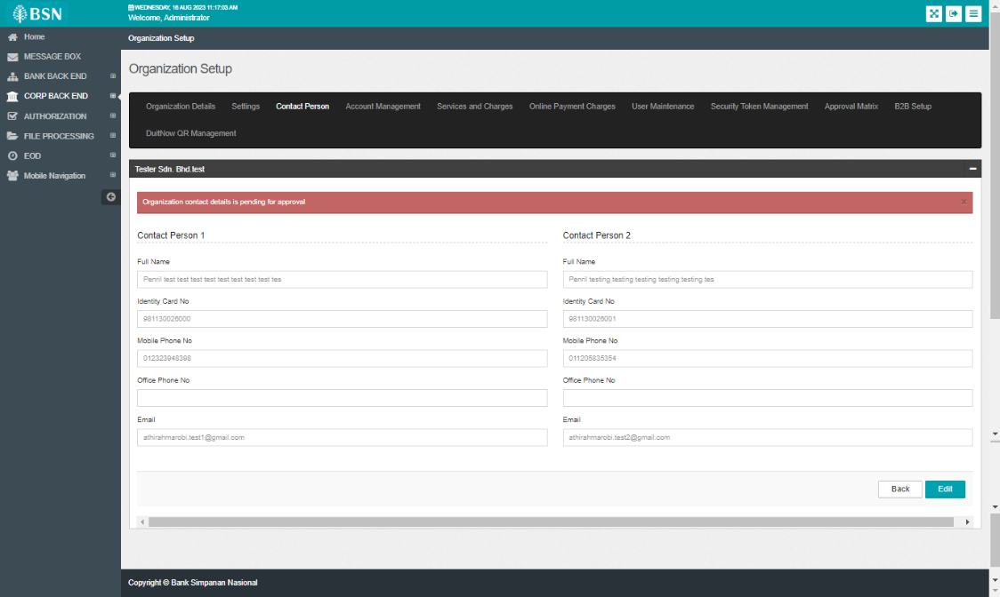 BSN
WEDNESDAY, 16 AUG 2023 11:17:03 AM
Welcome, Administrator
Home
MESSAGE BOX
BANK BACK END
CORP BACK END
AUTHORIZATION
FILE PROCESSING
EOD
Mobile Navigation
Organization Setup
Organization Setup
Organization Details Settings Contact Person Account Management Services and Charges Online Payment Charges User Maintenance Security Token Management Approval Matrix B2B Setup
DuitNow QR Management
Tester Sdn. Bhd.test
Organization contact details is pending for approval x
Contact Person 1
Full Name
Penril test test test test test test test test test tes
Identity Card No
981130026000
Mobile Phone No
012323948398
Office Phone No
Email
athirahmarobi.test1@gmail.com
Contact Person 2
Full Name
Penril testing testing testing testing testing tes
Identity Card No
981130026001
Mobile Phone No
011205835354
Office Phone No
Email
athirahmarobi.test2@gmail.com
Back Edit
Copyright © Bank Simpanan Nasional